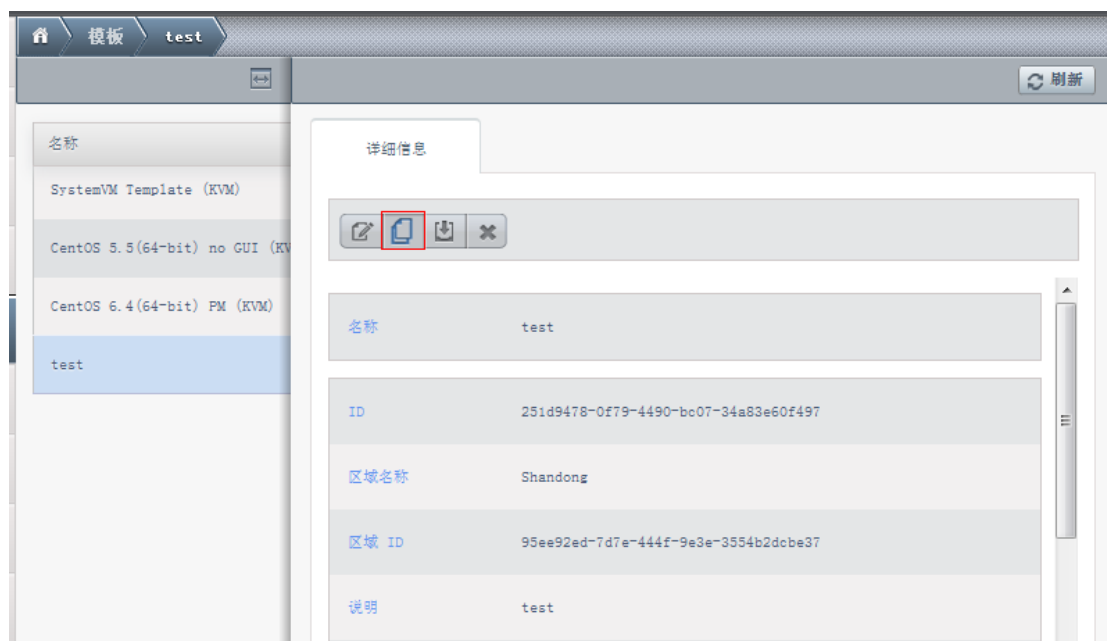 模板
test
刷新
名称
SystemVM Template (KVM)
CentOS 5.5(64-bit) no GUI (KV
CentOS 6.4(64-bit) PM (KVM)
test
详细信息
名称 test
ID 251d9478-0f79-4490-bc07-34a83e60f497
区域名称 Shandong
区域 ID 95ee92ed-7d7e-444f-9e3e-3554b2dcbe37
说明 test